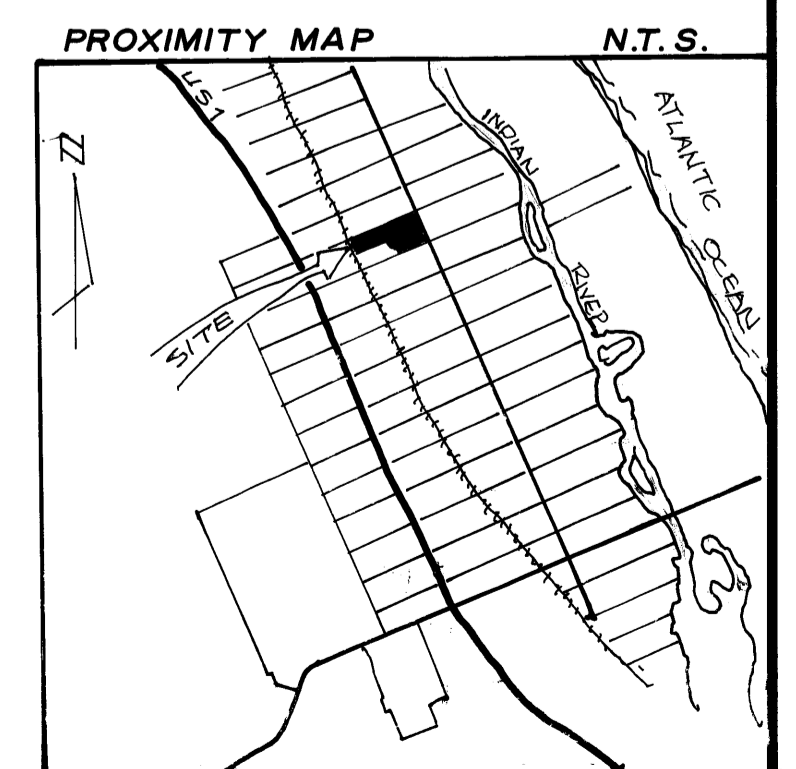 PROXIMITY MAP N.T.S.
US 1
INDIAN
RIVER
ATLANTIC
OCEAN
N
SITE